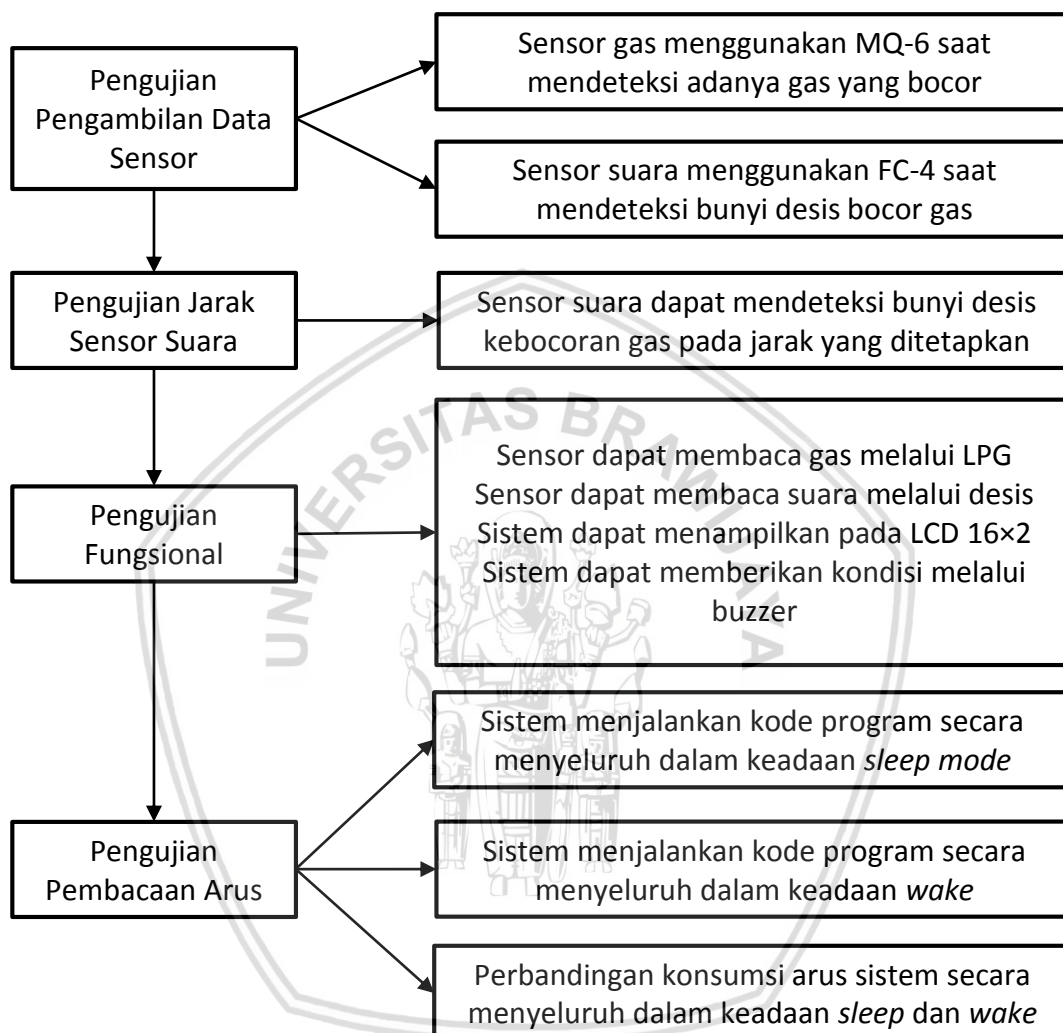 Pengujian
Pengambilan Data
Sensor
Sensor gas menggunakan MQ-6 saat
mendeteksi adanya gas yang bocor
Sensor suara menggunakan FC-4 saat
mendeteksi bunyi desis bocor gas
Pengujian Jarak
Sensor Suara
Sensor suara dapat mendeteksi bunyi desis
kebocoran gas pada jarak yang ditetapkan
Pengujian
Fungsional
Sensor dapat membaca gas melalui LPG
Sensor dapat membaca suara melalui desis
Sistem dapat menampilkan pada LCD 16×2
Sistem dapat memberikan kondisi melalui
buzzer
Pengujian
Pembacaan Arus
Sistem menjalankan kode program secara
menyeluruh dalam keadaan sleep mode
Sistem menjalankan kode program secara
menyeluruh dalam keadaan wake
Perbandingan konsumsi arus sistem secara
menyeluruh dalam keadaan sleep dan wake
UNIVERSITAS BRAWIJAYA